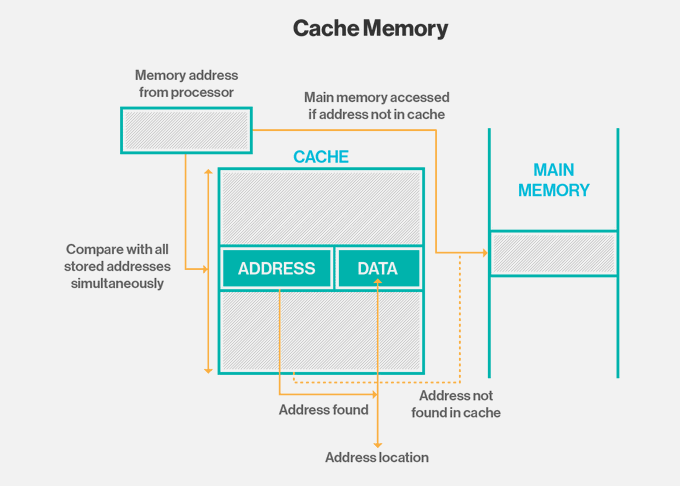 Cache Memory
Memory address
from processor
Main memory accessed
if address not in cache
CACHE
MAIN
MEMORY
Compare with all
stored addresses
simultaneously
ADDRESS
DATA
Address found
Address not
found in cache
Address location